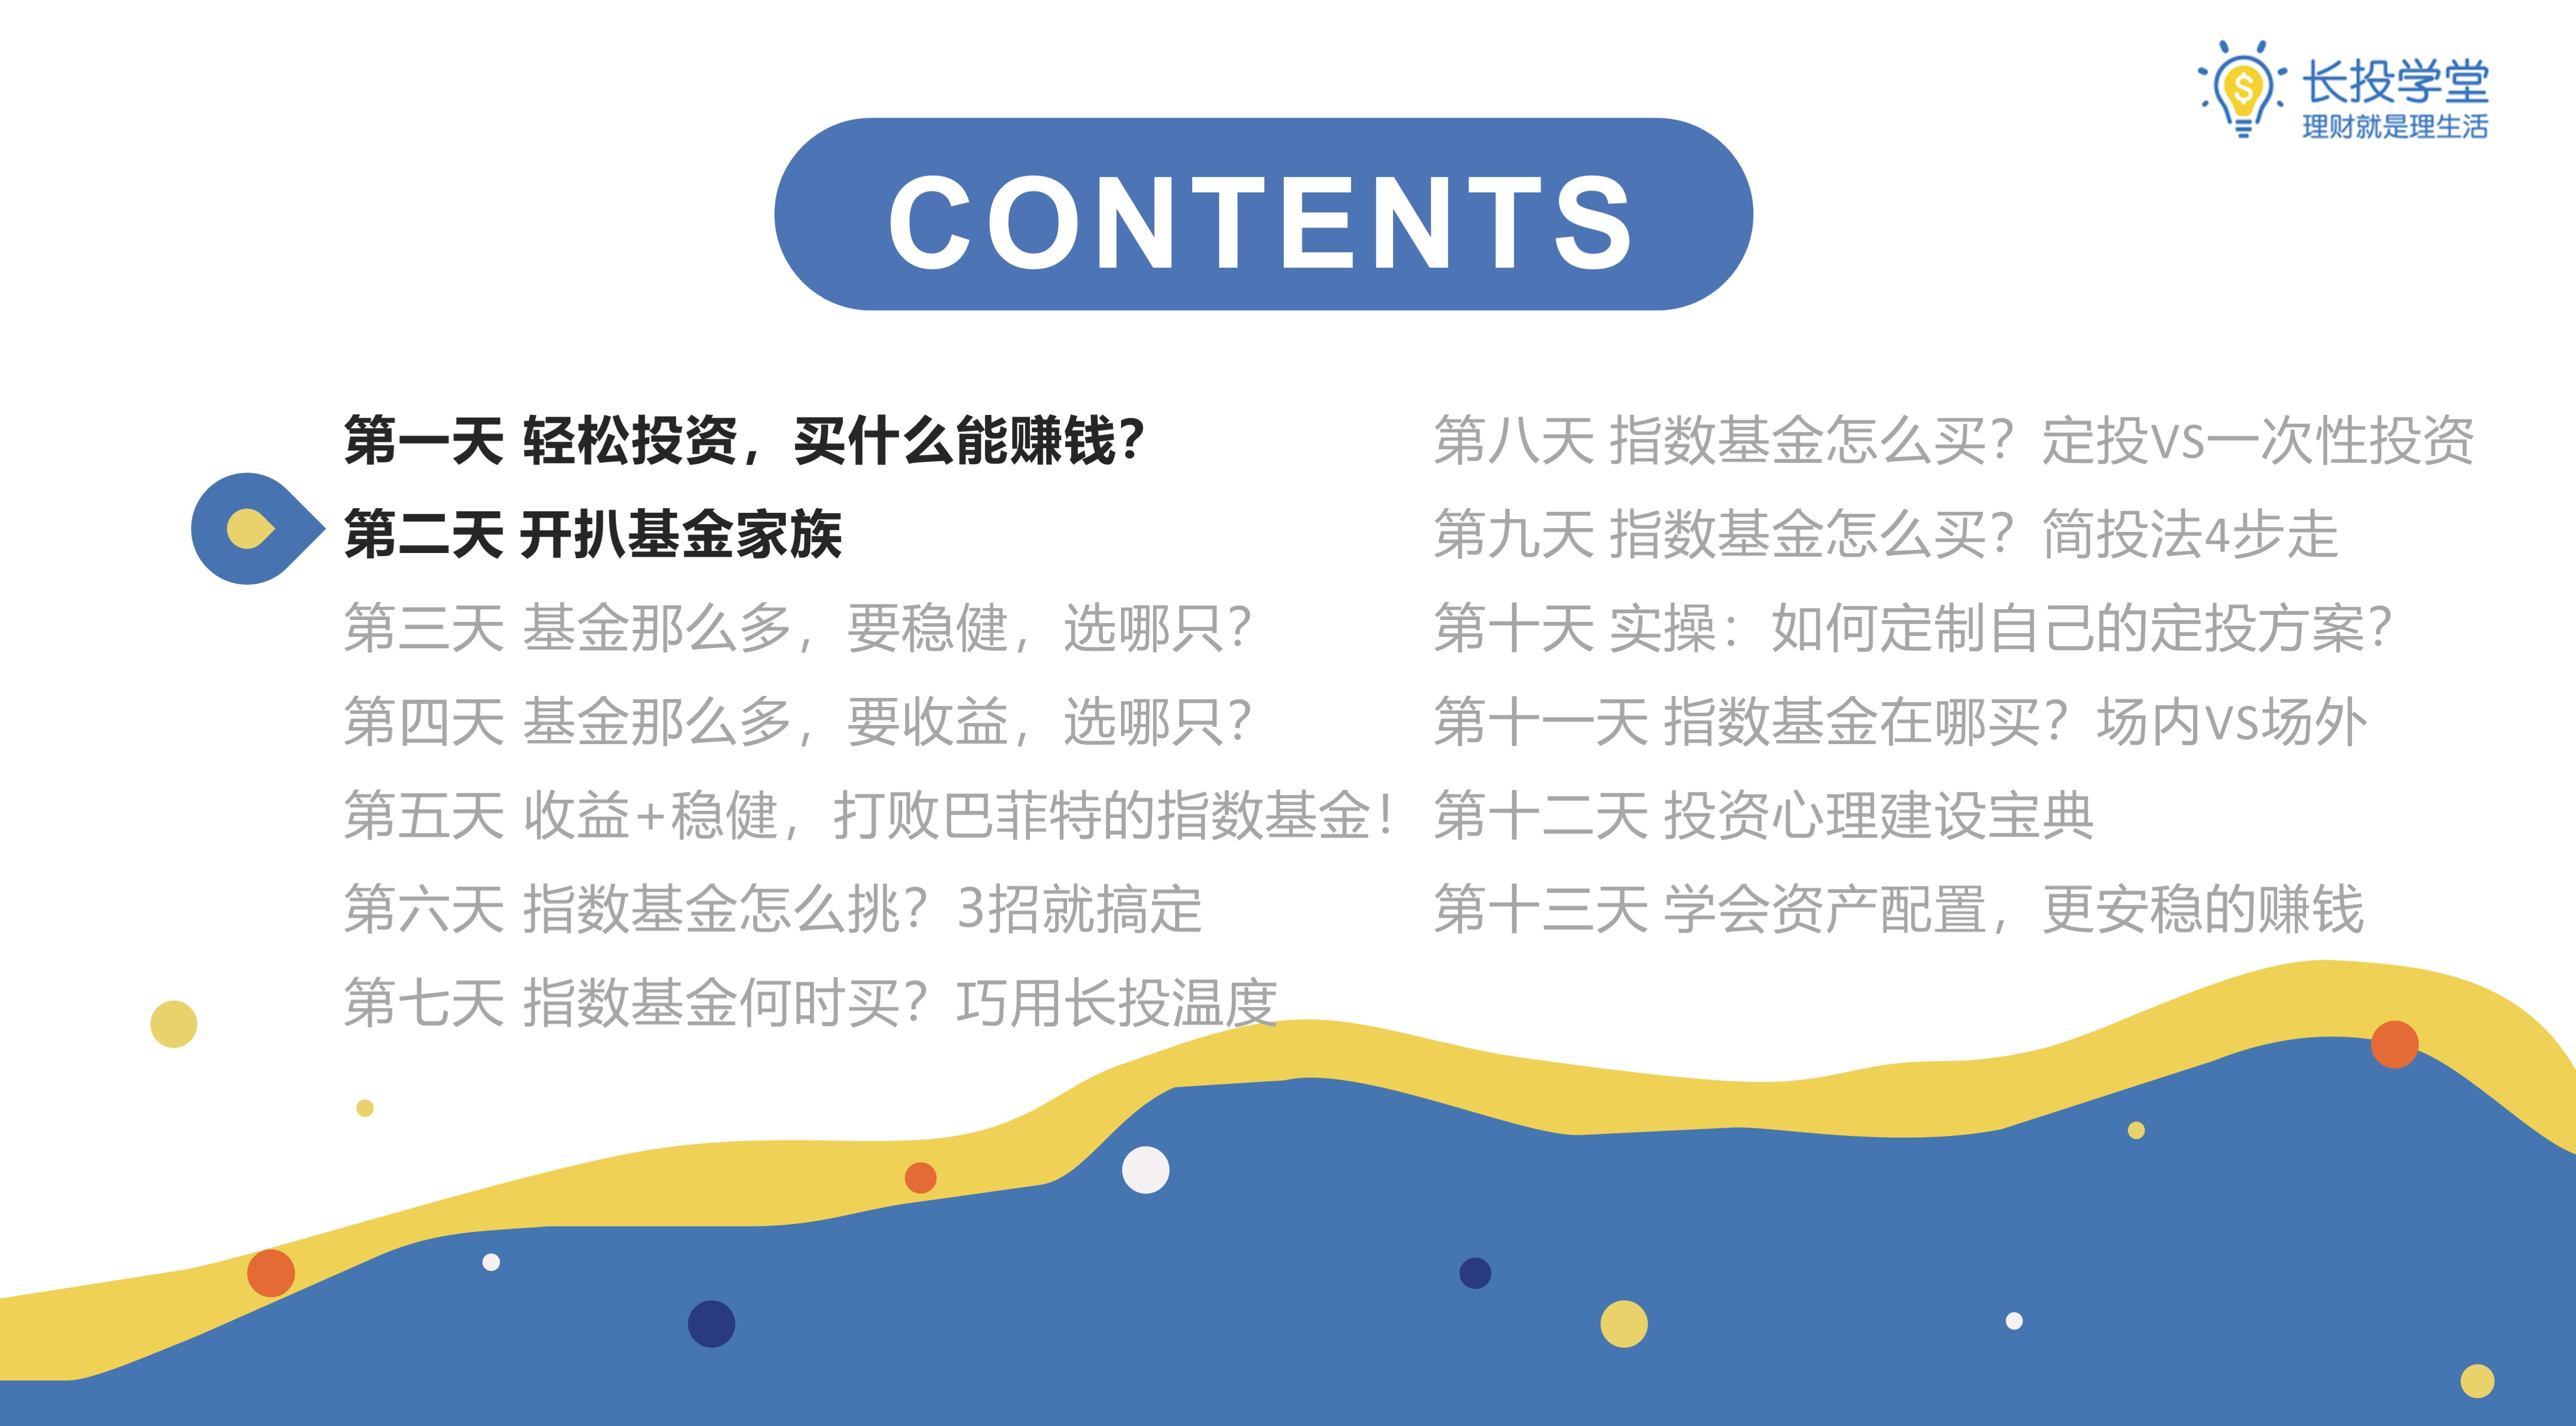 长投学堂
理财就是理生活
CONTENTS
第一天 轻松投资，买什么能赚钱？
第二天 开扒基金家族
第三天 基金那么多，要稳健，选哪只？
第四天 基金那么多，要收益，选哪只？
第五天 收益+稳健，打败巴菲特的指数基金！
第六天 指数基金怎么挑？3招就搞定
第七天 指数基金何时买？巧用长投温度
第八天 指数基金怎么买？定投VS一次性投资
第九天 指数基金怎么买？简投法4步走
第十天 实操：如何定制自己的定投方案？
第十一天 指数基金在哪买？场内VS场外
第十二天 投资心理建设宝典
第十三天 学会资产配置，更安稳的赚钱